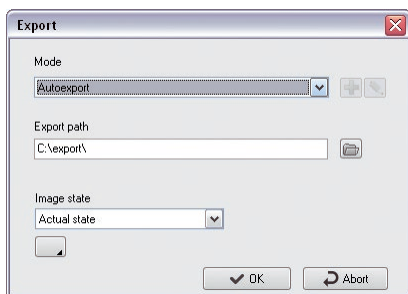 Export
Mode
Autoexport
Export path
C:\export\
Image state
Actual state
OK
Abort